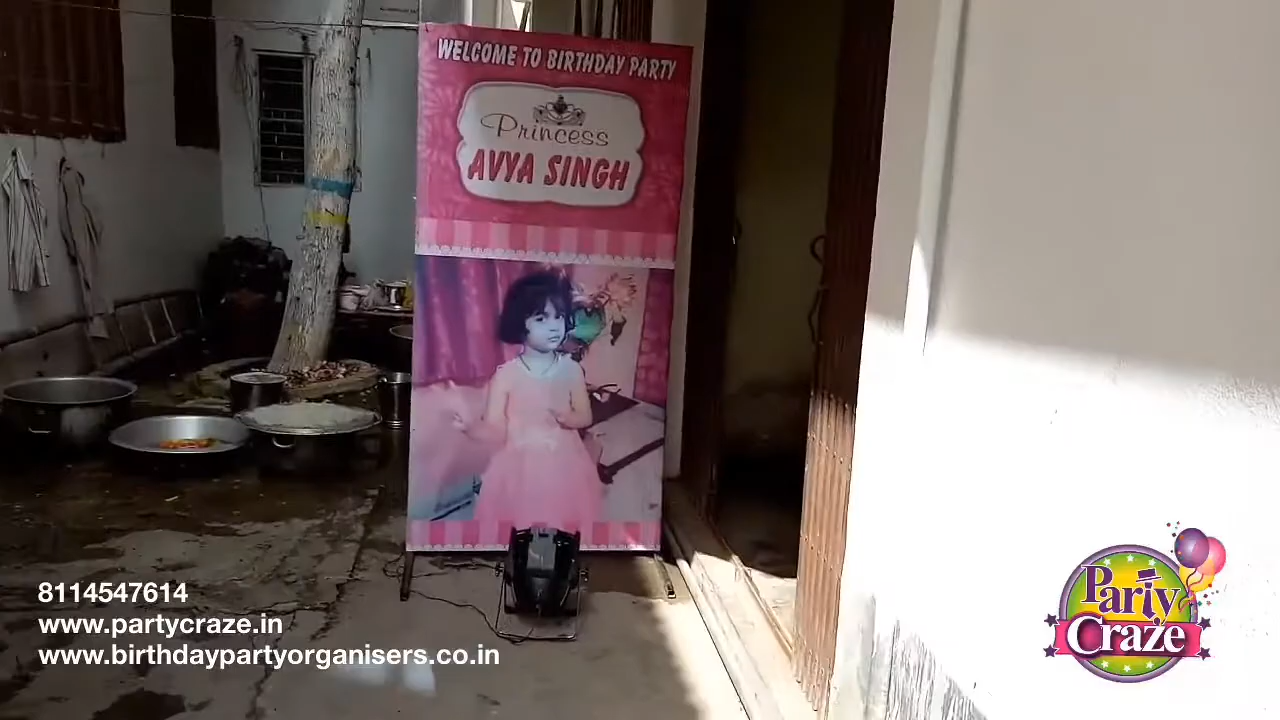 WELCOME TO BIRTHDAY PARTY
Princess
AVYA SINGH
8114547614
www.partycraze.in
www.birthdaypartyorganisers.co.in
Party
Craze